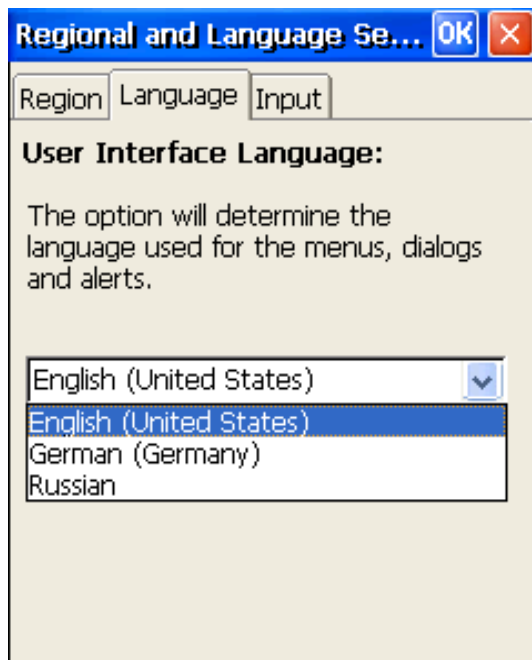 Regional and Language Se... OK
Region Language Input
User Interface Language:
The option will determine the
language used for the menus, dialogs
and alerts.
English (United States)
English (United States)
German (Germany)
Russian